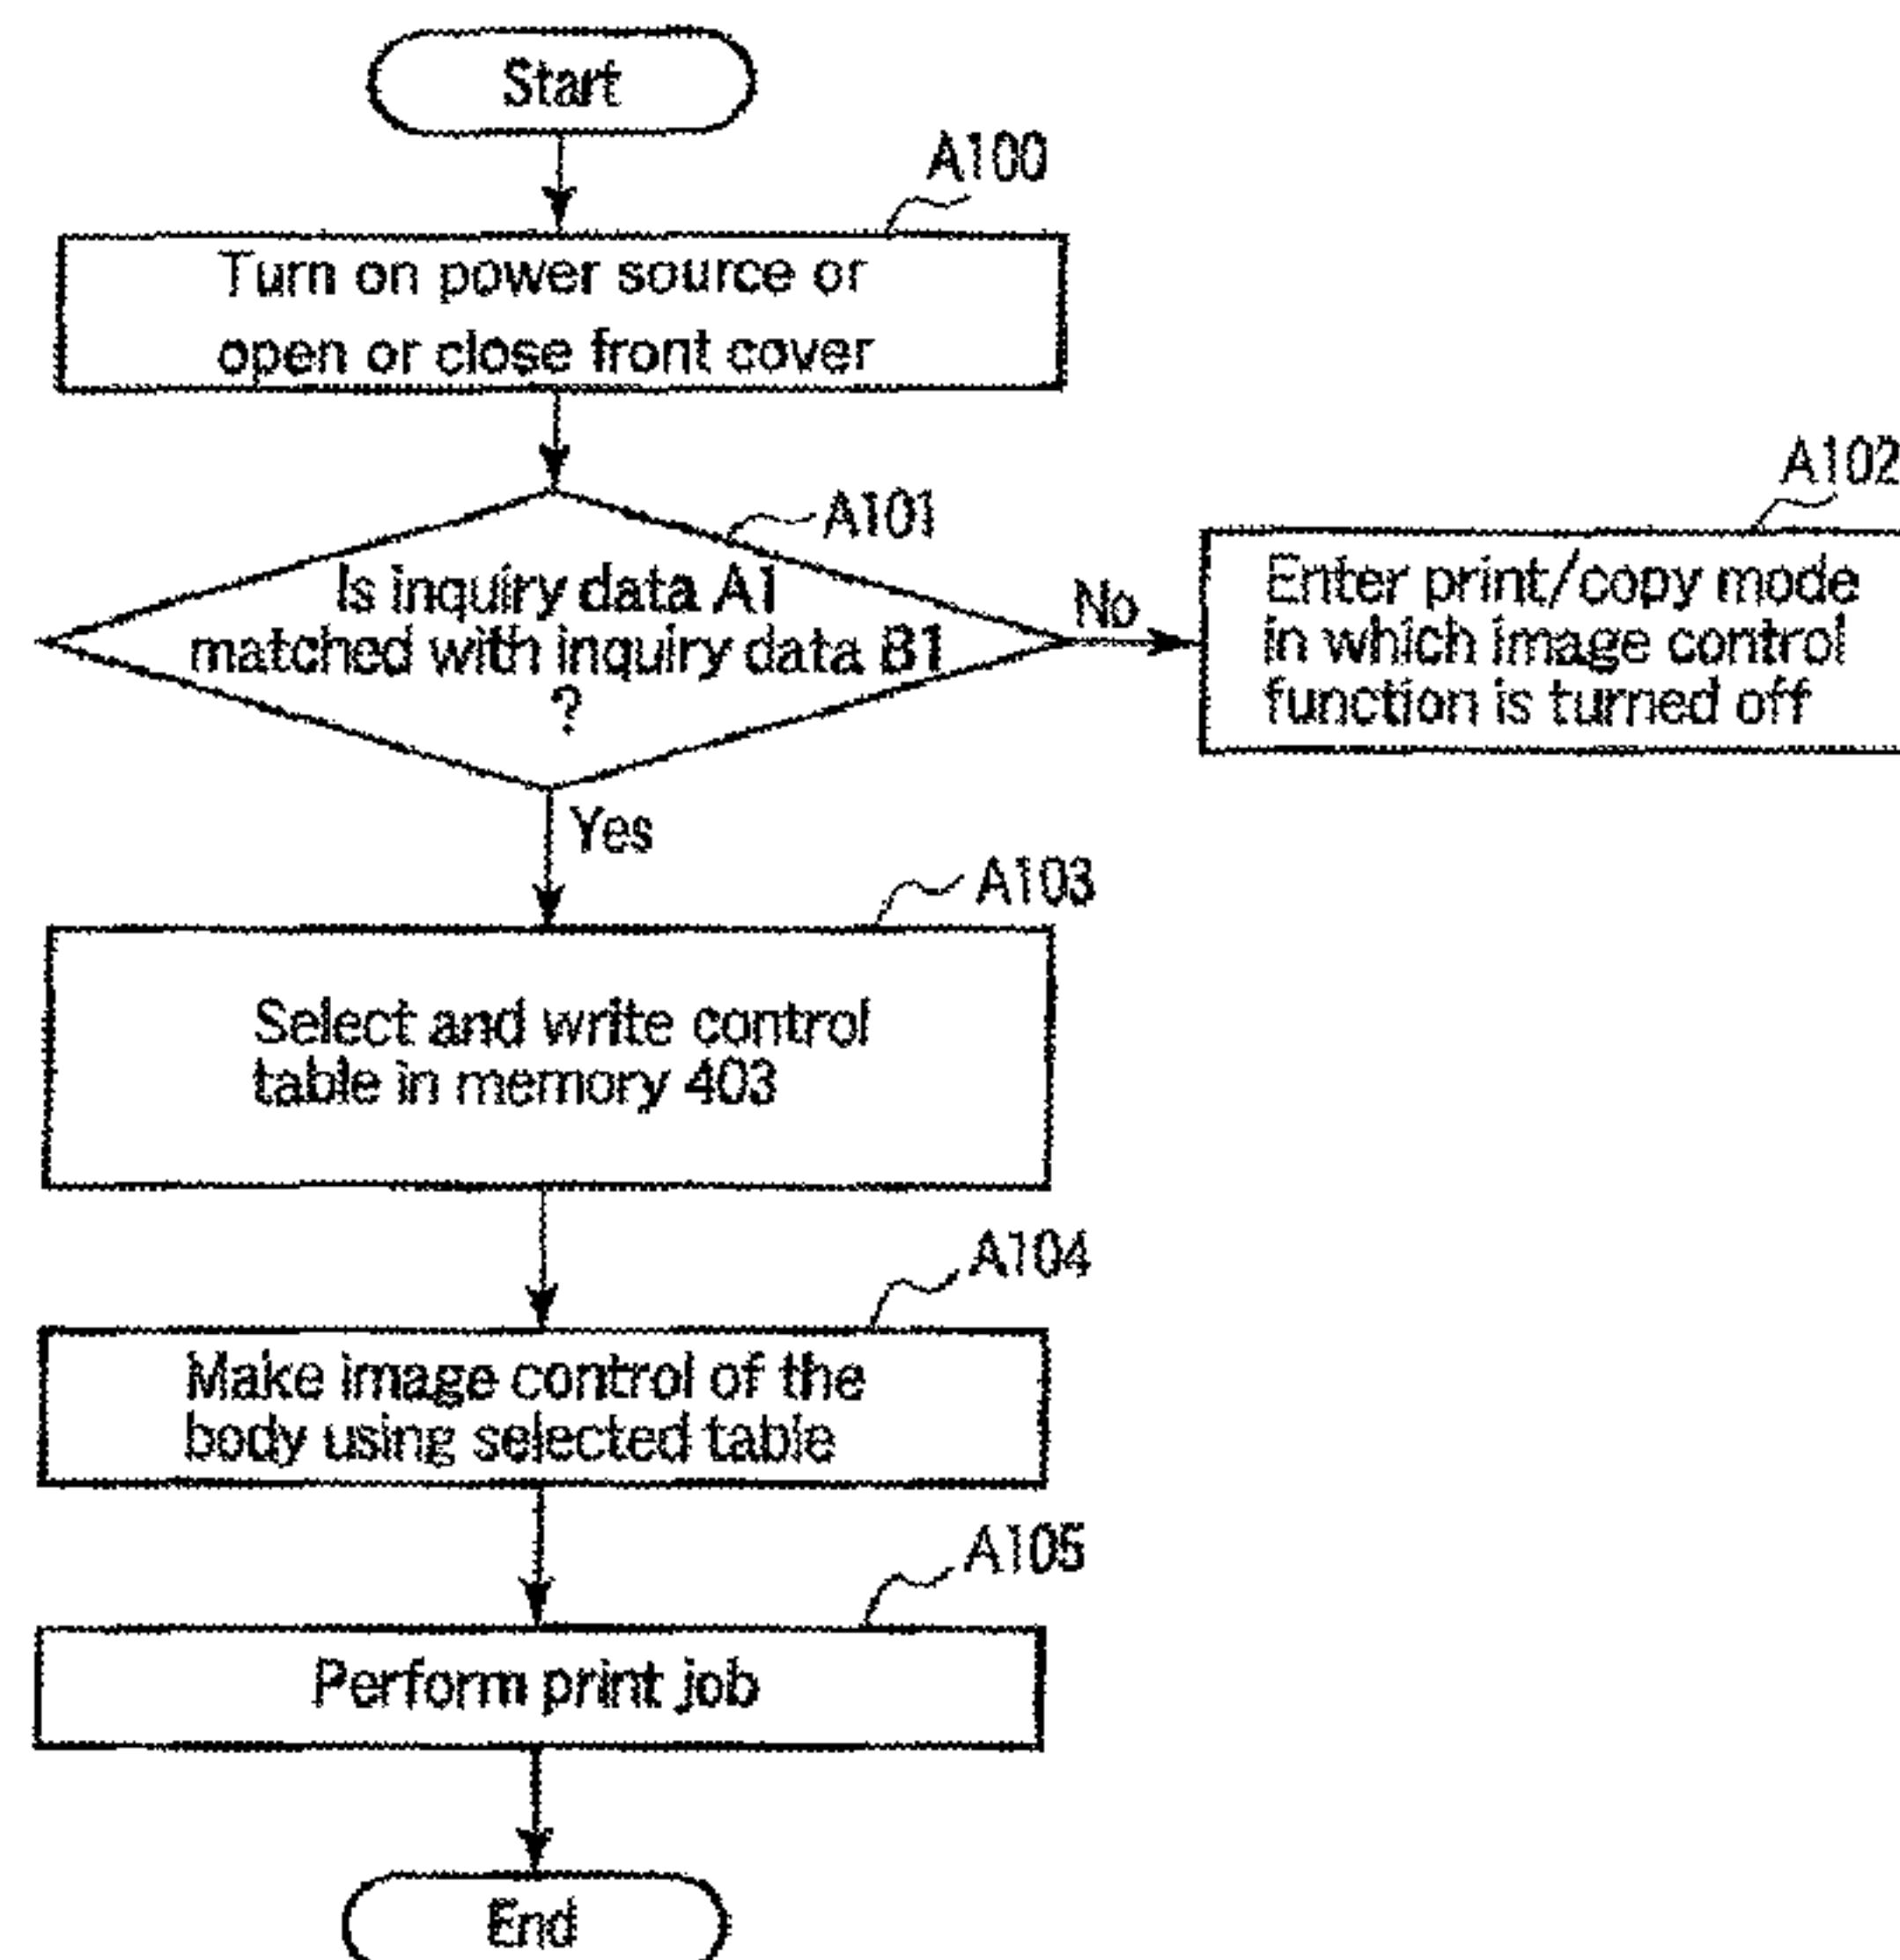 Start
A100
Turn on power source or
open or close front cover
A101
Is inquiry data A1
matched with inquiry data B1
?
No
A102
Enter print/copy mode
in which image control
function is turned off
Yes
A103
Select and write control
table in memory 403
A104
Make image control of the
body using selected table
A105
Perform print job
End